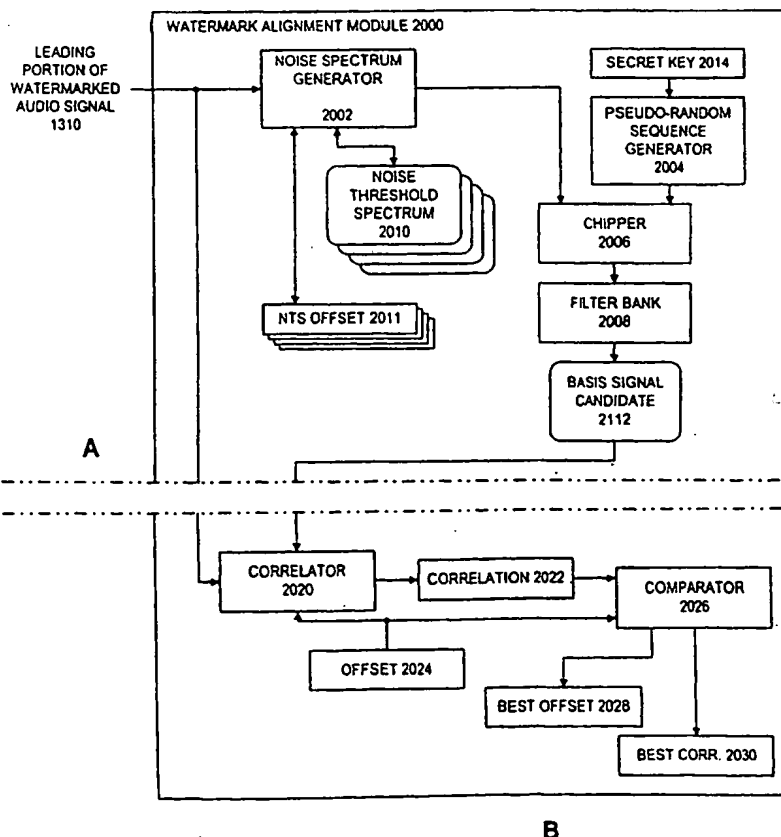 WATERMARK ALIGNMENT MODULE 2000
LEADING
PORTION OF
WATERMARKED
AUDIO SIGNAL
1310
NOISE SPECTRUM
GENERATOR
2002
SECRET KEY 2014
PSEUDO-RANDOM
SEQUENCE
GENERATOR
2004
NOISE
THRESHOLD
SPECTRUM
2010
CHIPPER
2006
NTS OFFSET 2011
FILTER BANK
2008
BASIS SIGNAL
CANDIDATE
2112
A
CORRELATOR
2020
CORRELATION 2022
COMPARATOR
2026
OFFSET 2024
BEST OFFSET 2028
BEST CORR. 2030
B